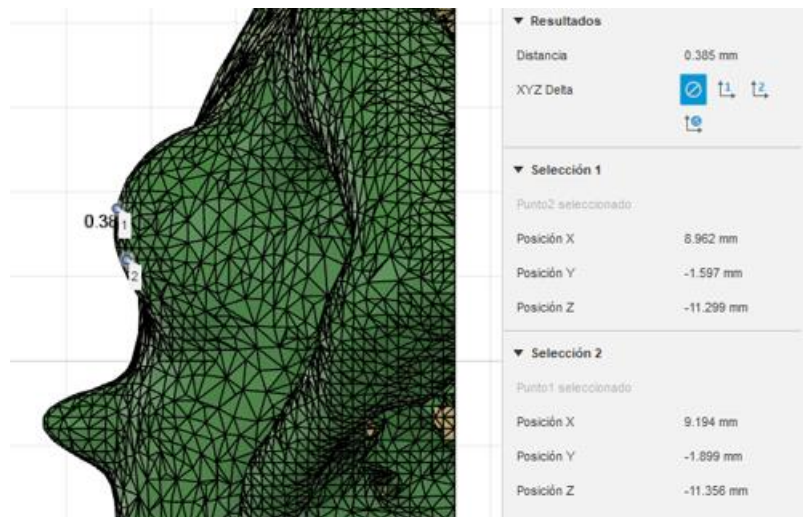 Resultados
Distancia 0.385 mm
XYZ Delta
Selección 1
Punto2 seleccionado
Posición X 8.962 mm
Posición Y -1.597 mm
Posición Z -11.299 mm
Selección 2
Punto1 seleccionado
Posición X 9.194 mm
Posición Y -1.899 mm
Posición Z -11.356 mm
0.38
1
2